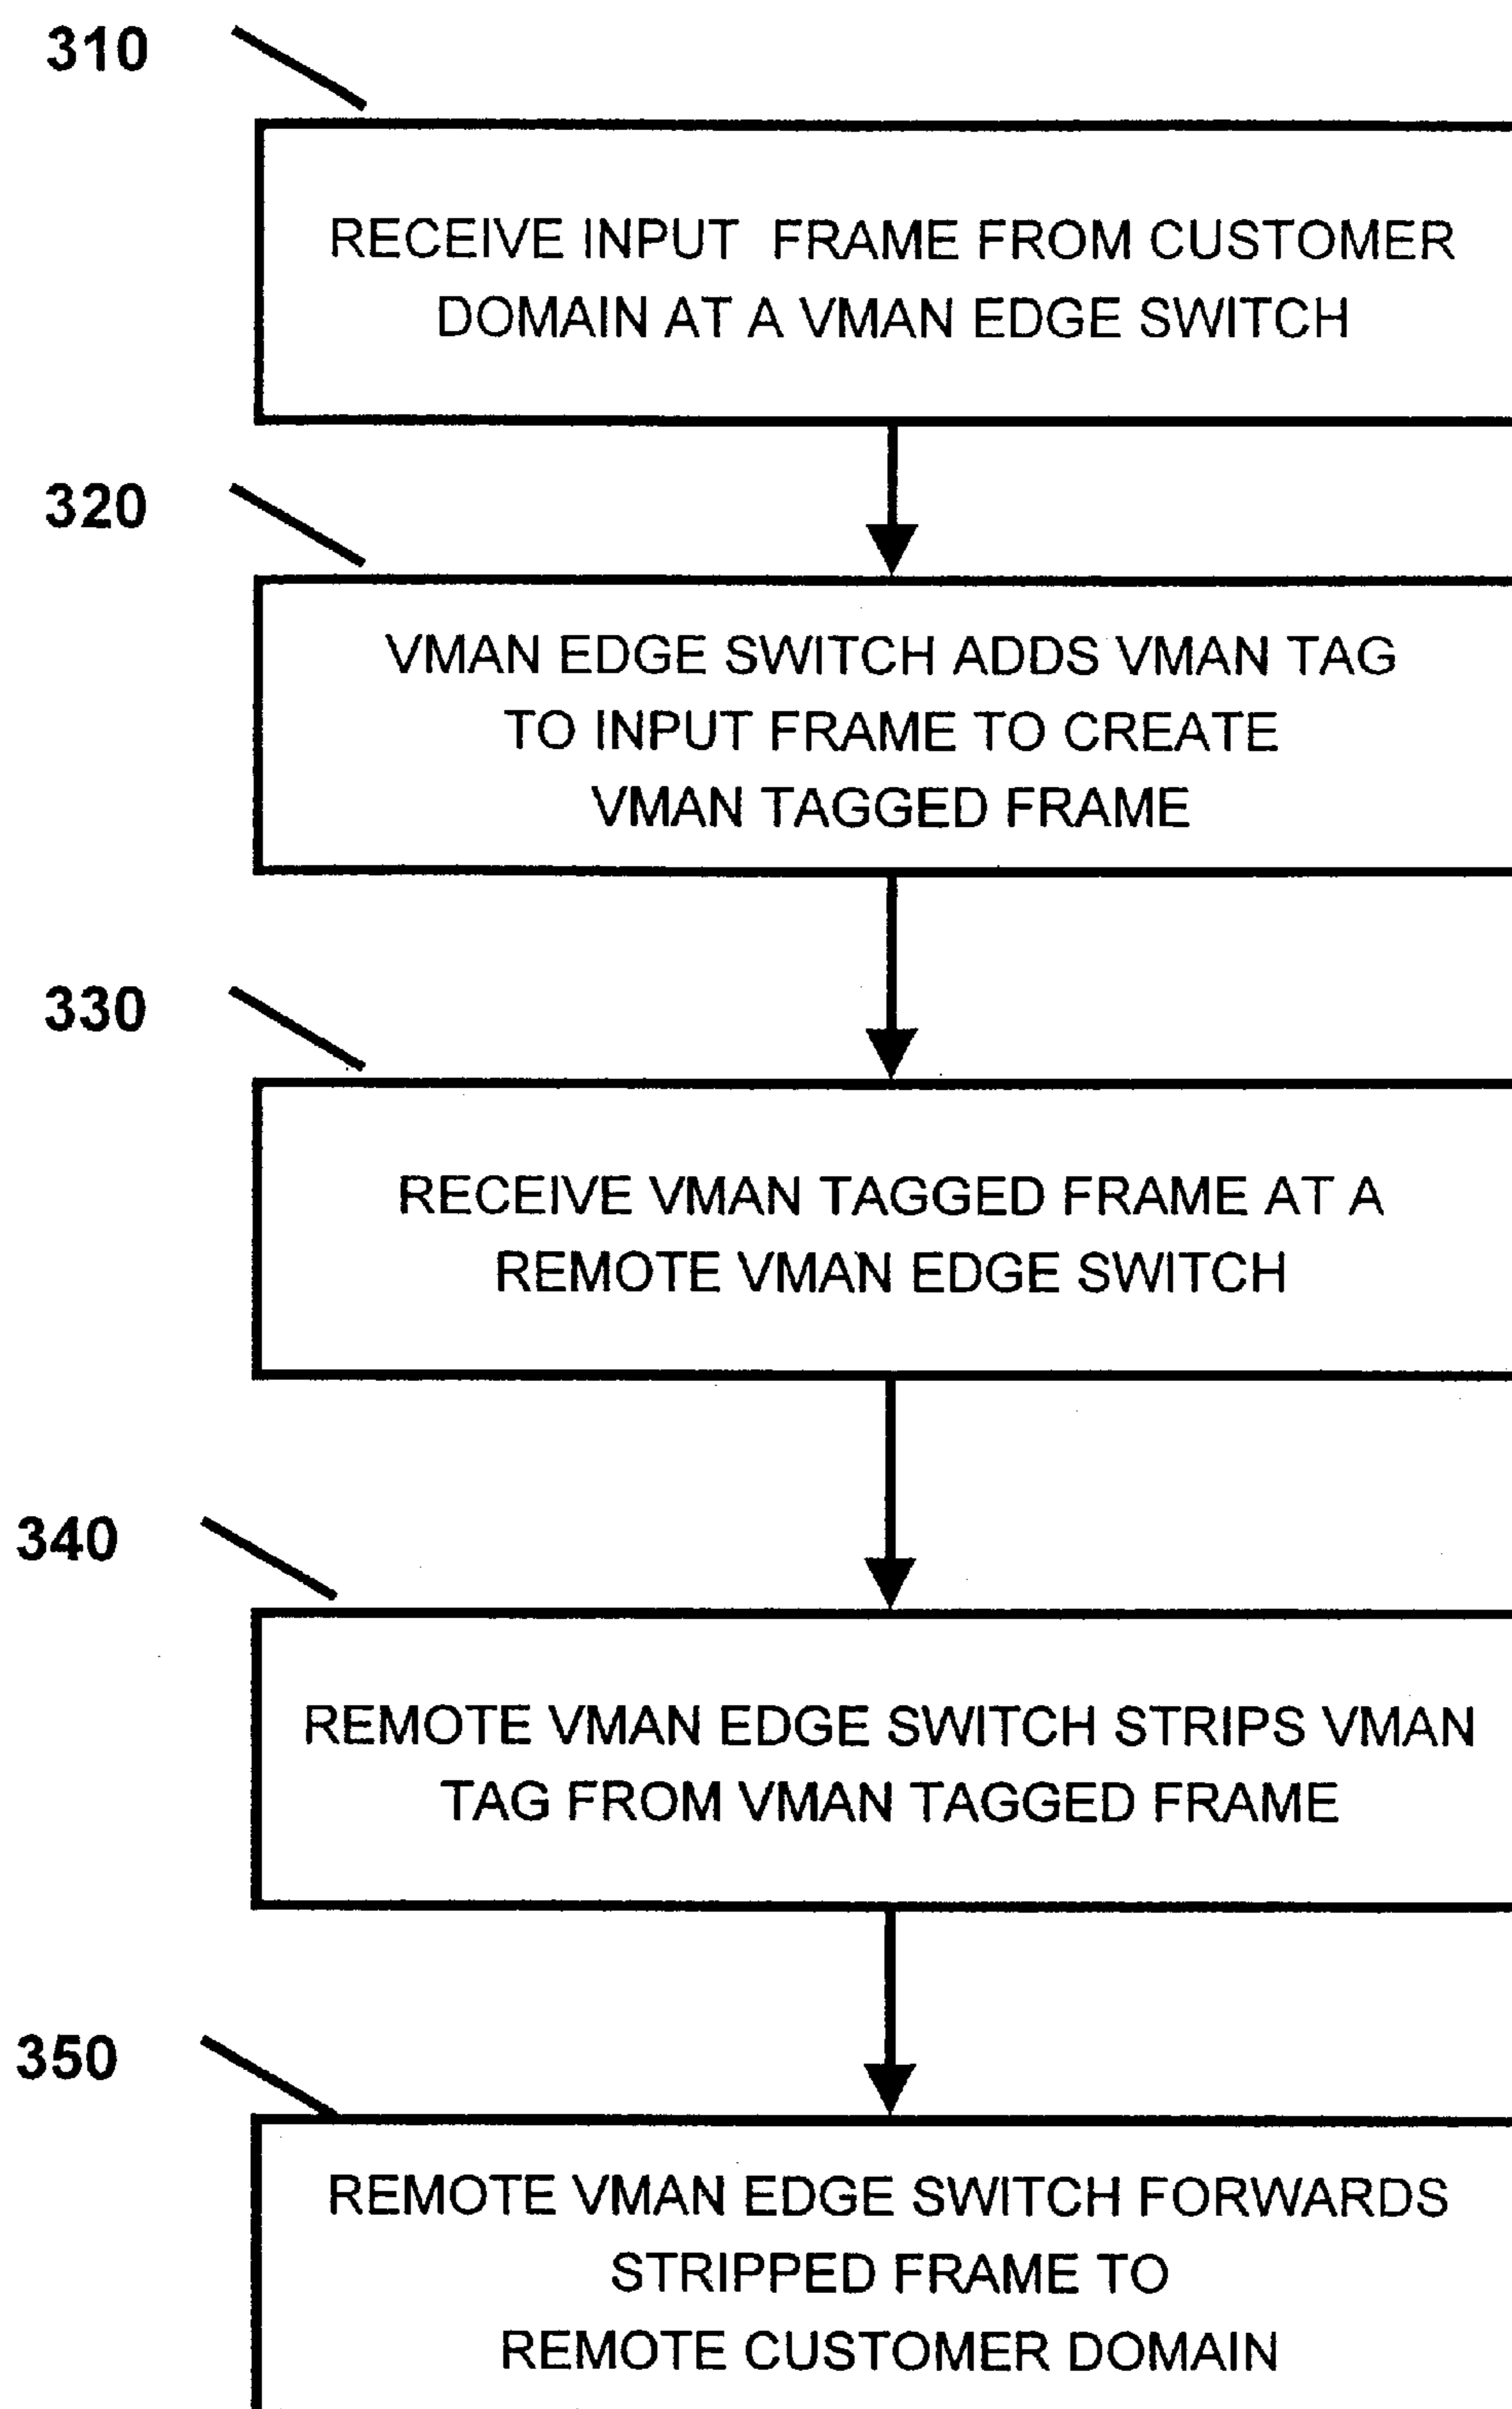 310
RECEIVE INPUT FRAME FROM CUSTOMER
DOMAIN AT A VMAN EDGE SWITCH
320
VMAN EDGE SWITCH ADDS VMAN TAG
TO INPUT FRAME TO CREATE
VMAN TAGGED FRAME
330
RECEIVE VMAN TAGGED FRAME AT A
REMOTE VMAN EDGE SWITCH
340
REMOTE VMAN EDGE SWITCH STRIPS VMAN
TAG FROM VMAN TAGGED FRAME
350
REMOTE VMAN EDGE SWITCH FORWARDS
STRIPPED FRAME TO
REMOTE CUSTOMER DOMAIN